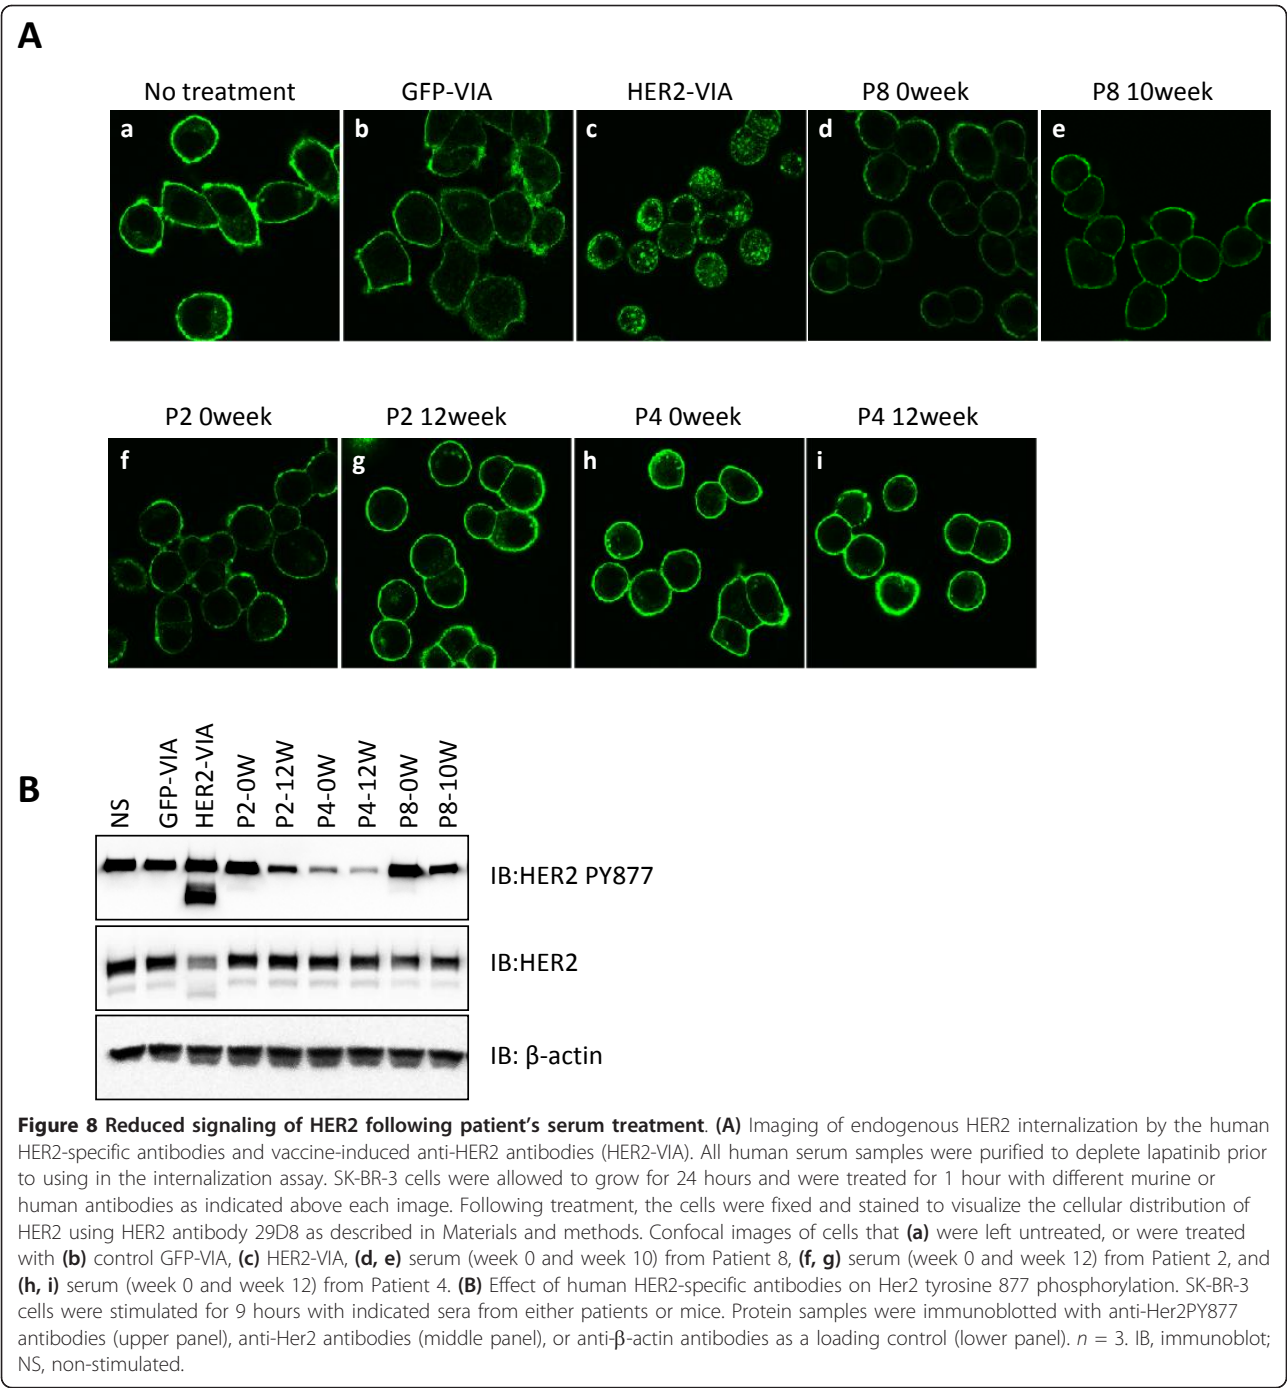 A
No treatment GFP-VIA HER2-VIA P8 0week P8 10week
a b c d e
P2 0week P2 12week P4 0week P4 12week
f g h i
B
NS GFP-VIA HER2-VIA P2-0W P2-12W P4-0W P4-12W P8-0W P8-10W
IB:HER2 PY877
IB:HER2
IB: β-actin
Figure 8 Reduced signaling of HER2 following patient's serum treatment. (A) Imaging of endogenous HER2 internalization by the human
HER2-specific antibodies and vaccine-induced anti-HER2 antibodies (HER2-VIA). All human serum samples were purified to deplete lapatinib prior
to using in the internalization assay. SK-BR-3 cells were allowed to grow for 24 hours and were treated for 1 hour with different murine or
human antibodies as indicated above each image. Following treatment, the cells were fixed and stained to visualize the cellular distribution of
HER2 using HER2 antibody 29D8 as described in Materials and methods. Confocal images of cells that (a) were left untreated, or were treated
with (b) control GFP-VIA, (c) HER2-VIA, (d, e) serum (week 0 and week 10) from Patient 8, (f, g) serum (week 0 and week 12) from Patient 2, and
(h, i) serum (week 0 and week 12) from Patient 4. (B) Effect of human HER2-specific antibodies on Her2 tyrosine 877 phosphorylation. SK-BR-3
cells were stimulated for 9 hours with indicated sera from either patients or mice. Protein samples were immunoblotted with anti-Her2PY877
antibodies (upper panel), anti-Her2 antibodies (middle panel), or anti-β-actin antibodies as a loading control (lower panel). n = 3. IB, immunoblot;
NS, non-stimulated.